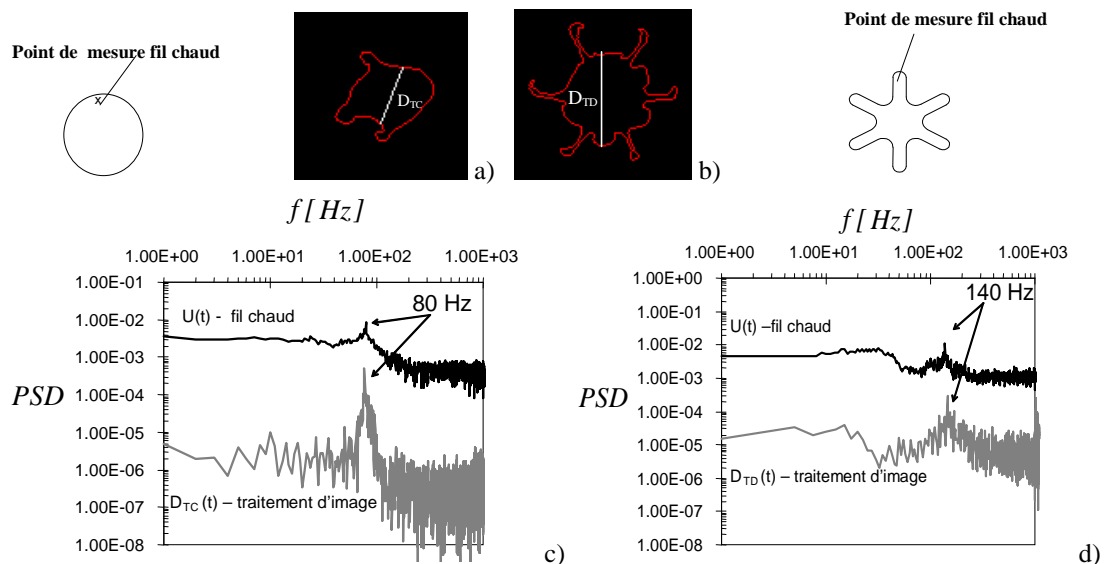 Point de mesure fil chaud
Point de mesure fil chaud
x
D_TC
D_TD
a)
b)
f [ Hz]
1.00E+00 1.00E+01 1.00E+02 1.00E+03
1.00E-01
1.00E-02
1.00E-03
1.00E-04
1.00E-05
1.00E-06
1.00E-07
1.00E-08
PSD
80 Hz
U(t) - fil chaud
D_TC(t) – traitement d'image
c)
f [ Hz]
1.00E+00 1.00E+01 1.00E+02 1.00E+03
1.00E+00
1.00E-01
1.00E-02
1.00E-03
1.00E-04
1.00E-05
1.00E-06
1.00E-07
1.00E-08
PSD
140 Hz
U(t) –fil chaud
D_TD(t) – traitement d'image
d)